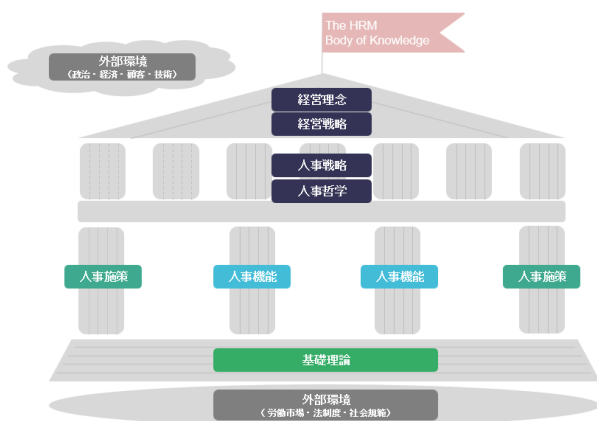 The HRM
Body of Knowledge
外部環境
（政治・経済・顧客・技術）
経営理念
経営戦略
人事戦略
人事哲学
人事施策
人事機能
人事機能
人事施策
基礎理論
外部環境
（労働市場・法制度・社会規範）